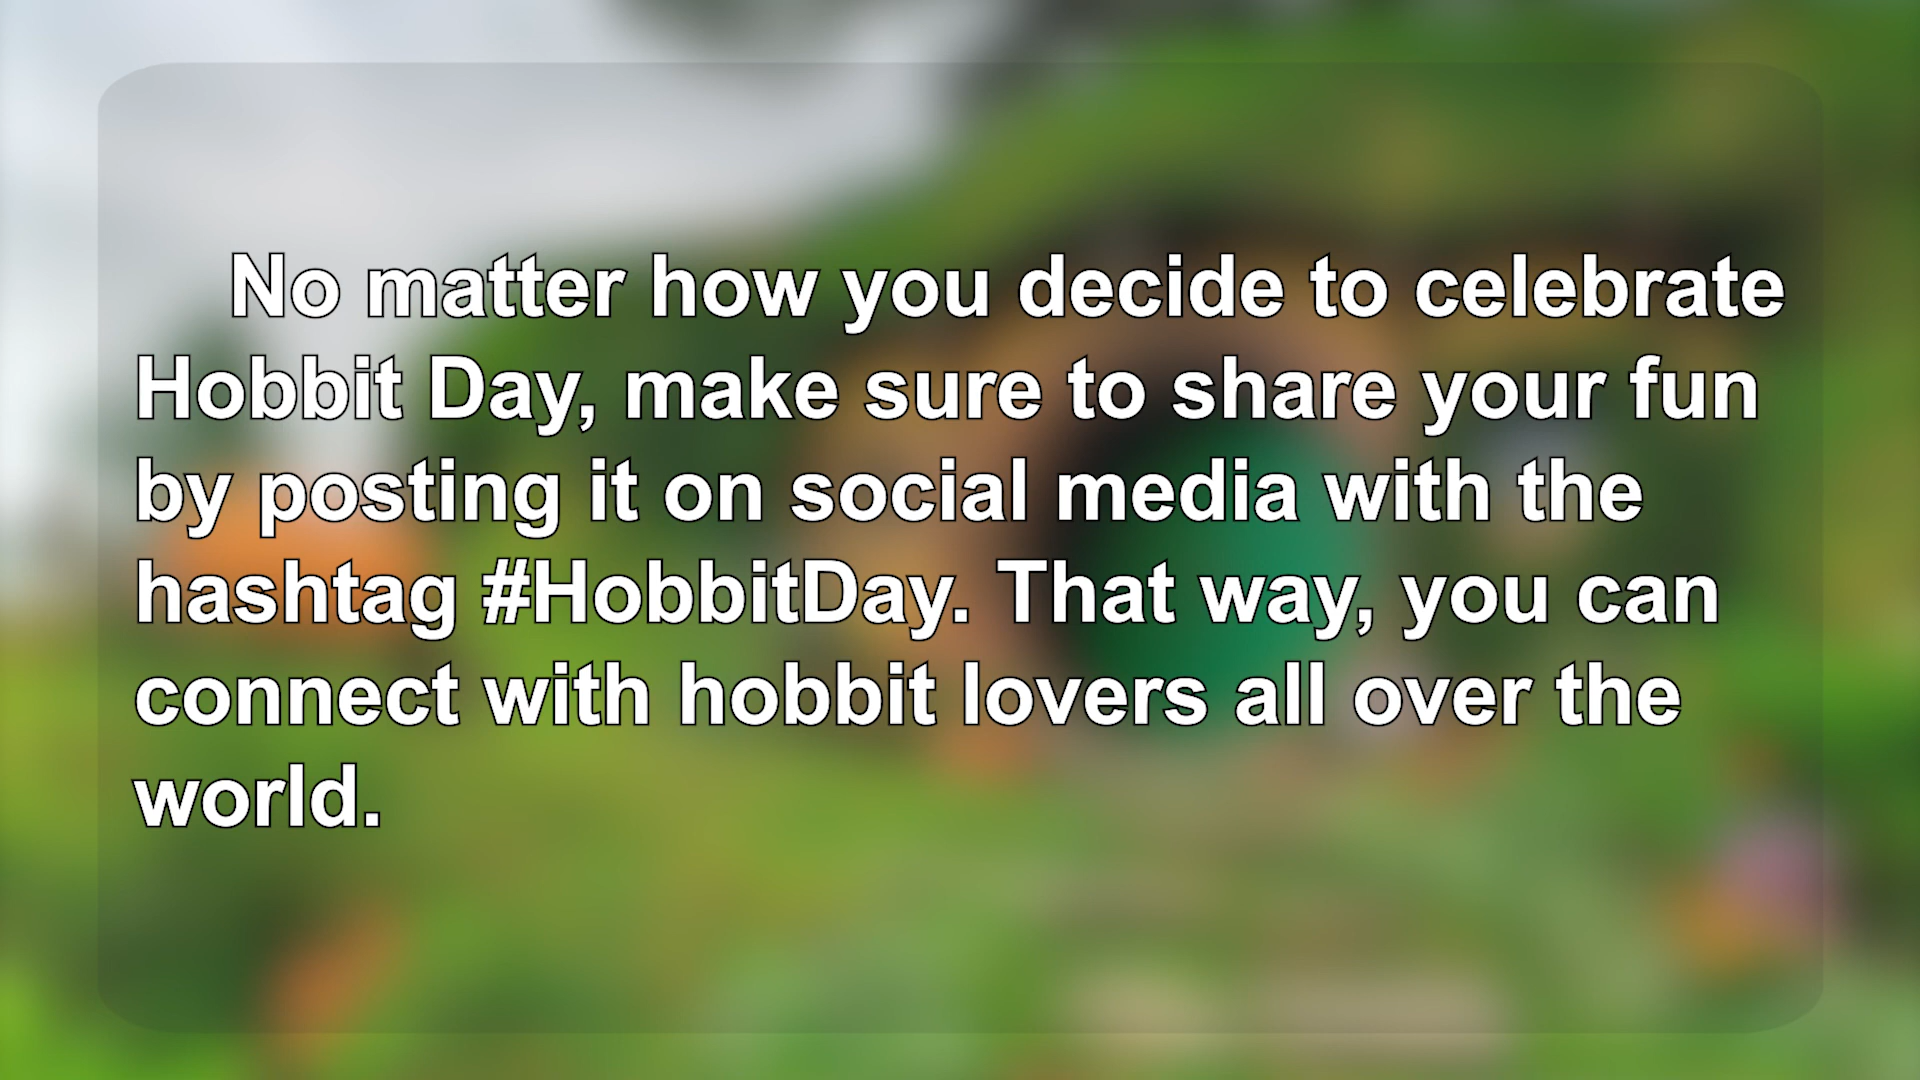 No matter how you decide to celebrate
Hobbit Day, make sure to share your fun
by posting it on social media with the
hashtag #HobbitDay. That way, you can
connect with hobbit lovers all over the
world.